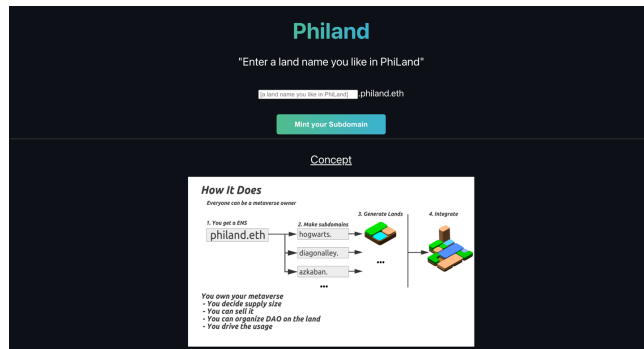 Philand
"Enter a land name you like in PhiLand"
[a land name you like in PhiLand] .philand.eth
Mint your Subdomain
Concept
How It Does
Everyone can be a metaverse owner
1. You get a ENS
2. Make subdomains
3. Generate Lands
4. Integrate
philand.eth
hogwarts.
diagonalley.
azkaban.
...
...
You own your metaverse
- You decide supply size
- You can sell it
- You can organize DAO on the land
- You drive the usage